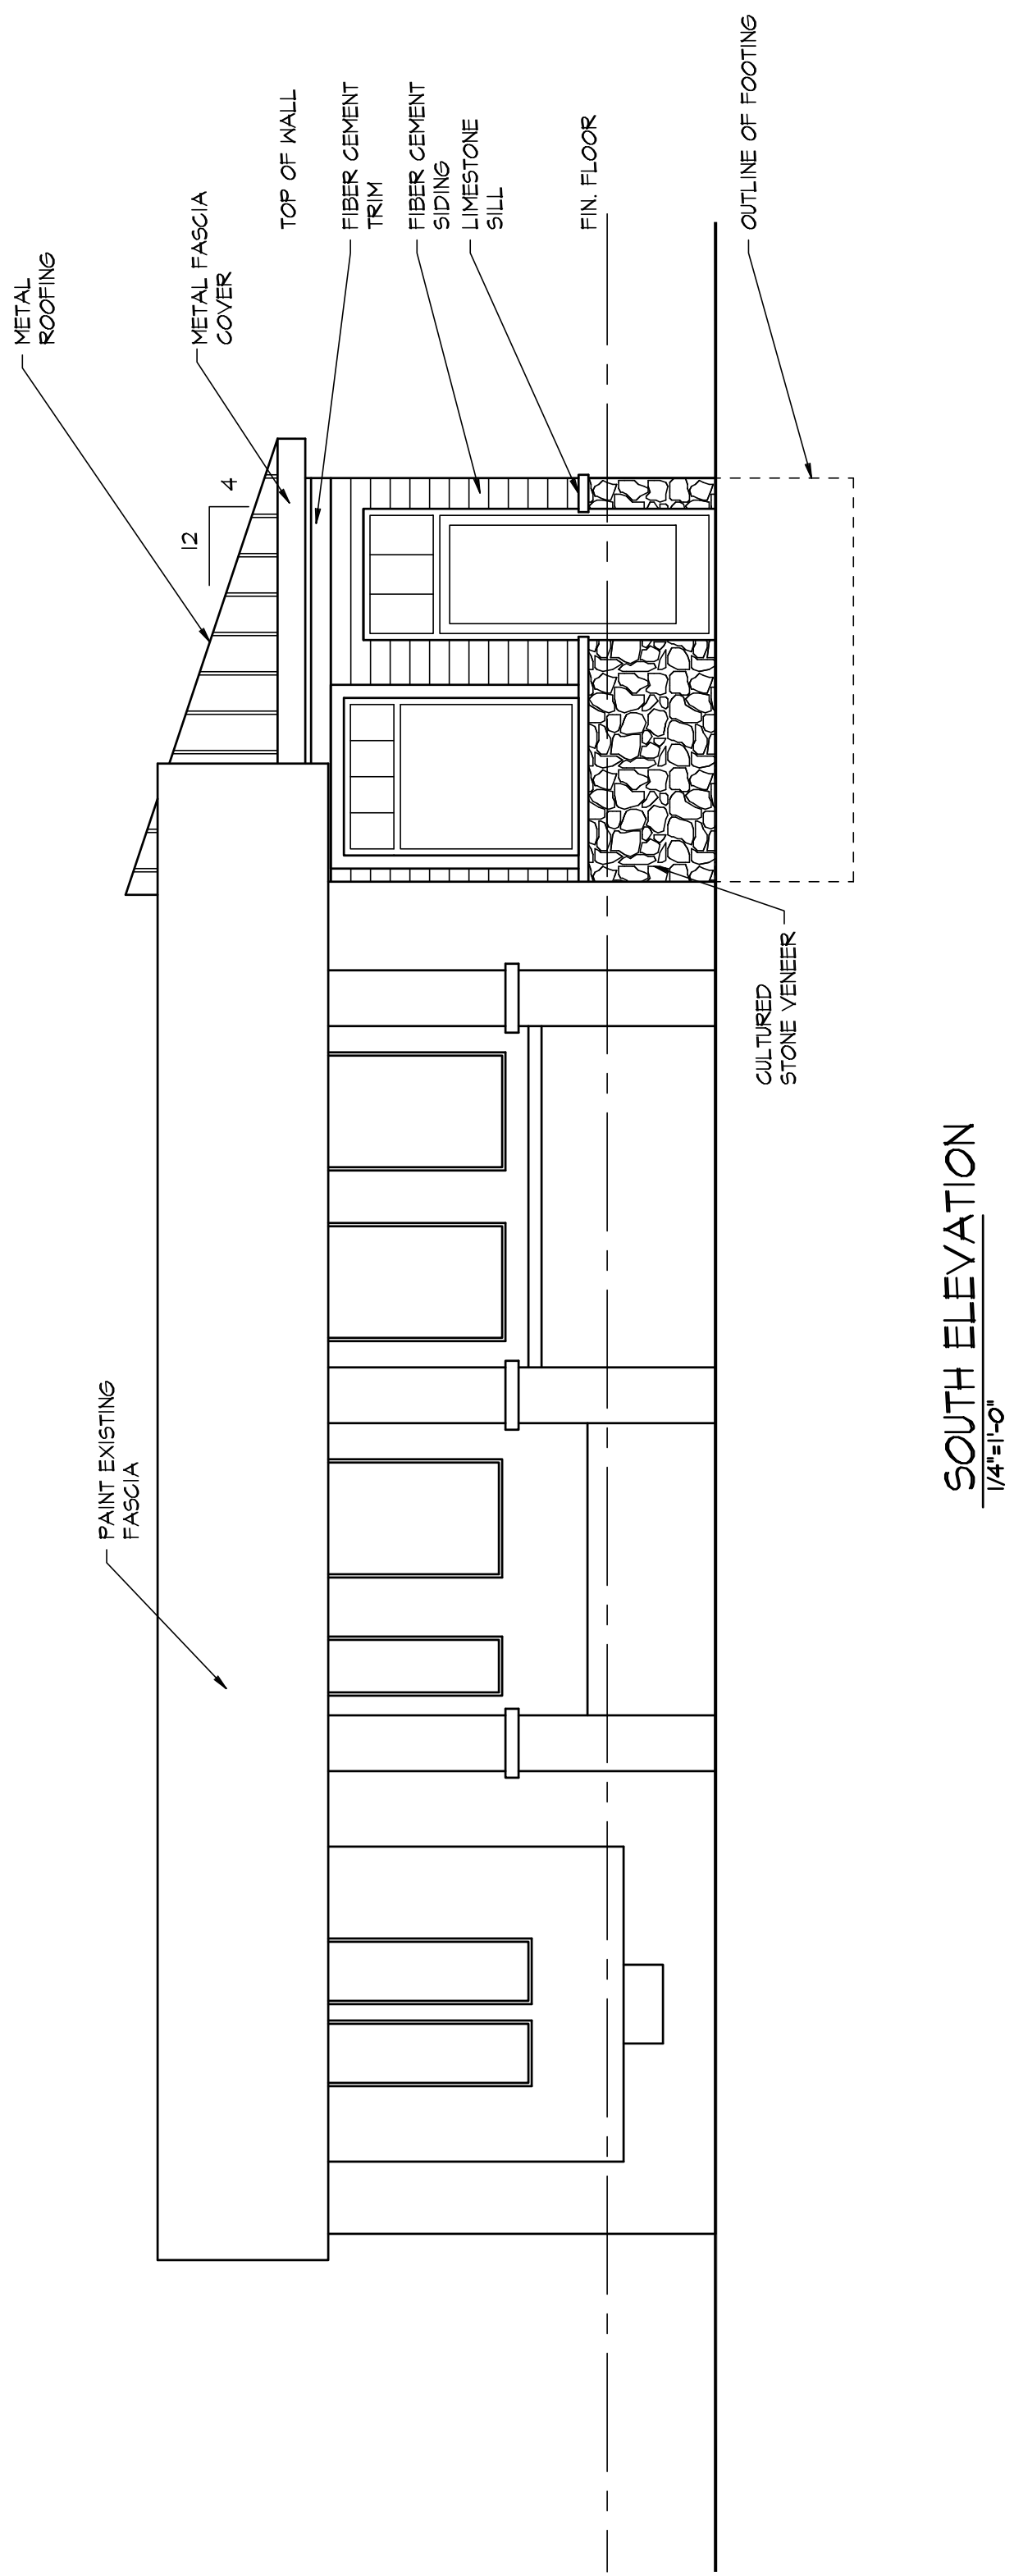 METAL
ROOFING
METAL FASCIA
COVER
TOP OF WALL
FIBER CEMENT
TRIM
FIBER CEMENT
SIDING
LIMESTONE
SILL
FIN. FLOOR
OUTLINE OF FOOTING
12
4
PAINT EXISTING
FASCIA
CULTURED
STONE VENEER
SOUTH ELEVATION
1/4"=1'-0"